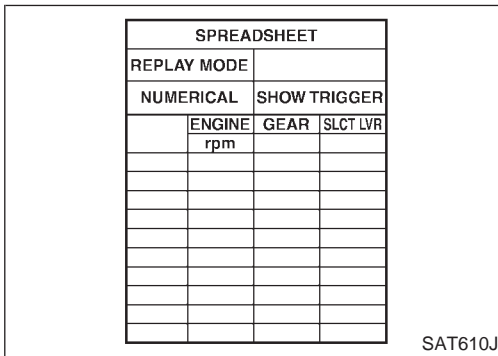 SPREADSHEET
REPLAY MODE
NUMERICAL SHOW TRIGGER
ENGINE GEAR SLCT LVR
rpm
SAT610J